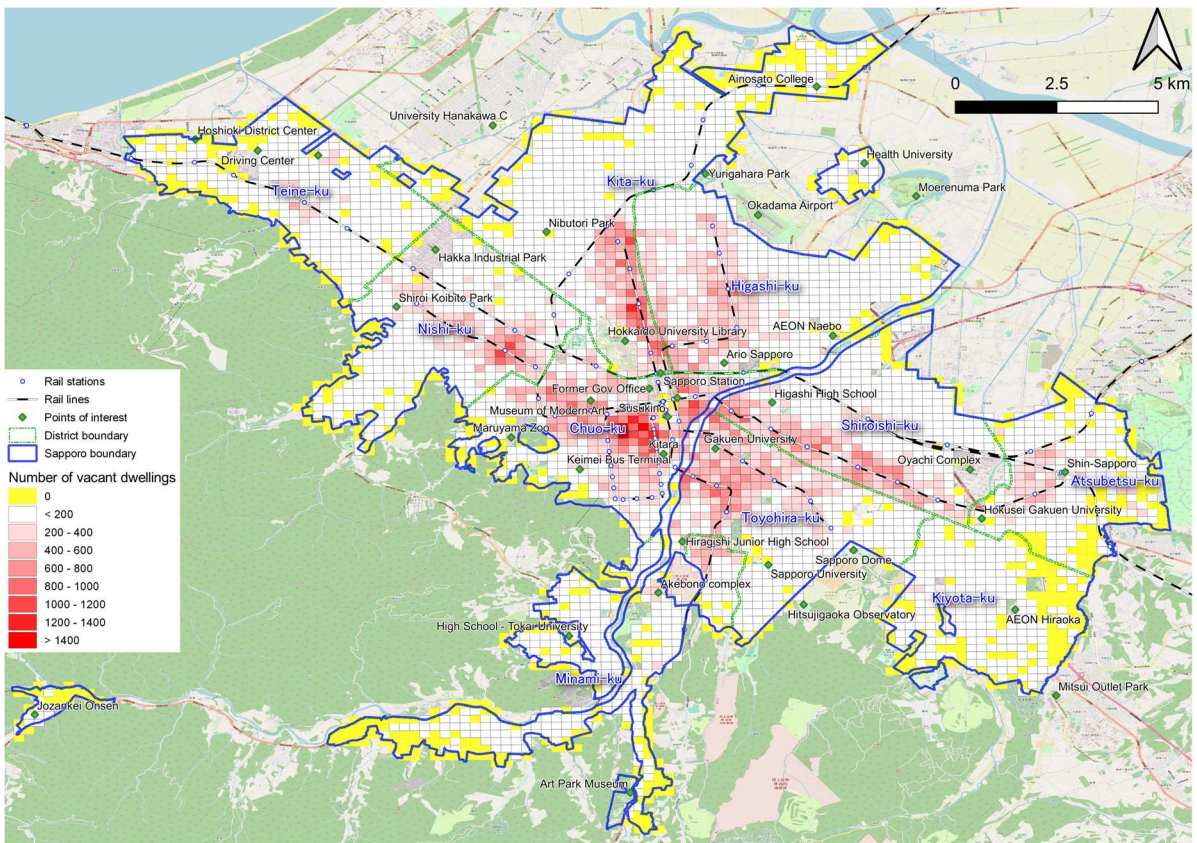 Ainosato College
0 2.5 5 km
University Hanakawa C
Hoshioki District Center
Driving Center
Teine-ku
Kita-ku
Yurigahara Park
Health University
Moerenuma Park
Okadama Airport
Nibutori Park
Hakka Industrial Park
Higashi-ku
Shiroi Koibito Park
Nishi-ku
Hokkaido University Library
AEON Naebo
Ario Sapporo
Sapporo Station
Former Gov Office
Museum of Modern Art
Susukino
Higashi High School
Chuo-ku
Maruyama Zoo
Kitara
Gakuen University
Shiroishi-ku
Keimei Bus Terminal
Oyachi Complex
Shin-Sapporo
Atsubetsu-ku
Hokusei Gakuen University
Toyohira-ku
Hiragishi Junior High School
Sapporo Dome
Sapporo University
Akebono complex
Kiyota-ku
Hitsujigaoka Observatory
AEON Hiraoka
High School - Tokai University
Minami-ku
Mitsui Outlet Park
Jozankei Onsen
Art Park Museum
Rail stations
Rail lines
Points of interest
District boundary
Sapporo boundary
Number of vacant dwellings
0
< 200
200 - 400
400 - 600
600 - 800
800 - 1000
1000 - 1200
1200 - 1400
> 1400